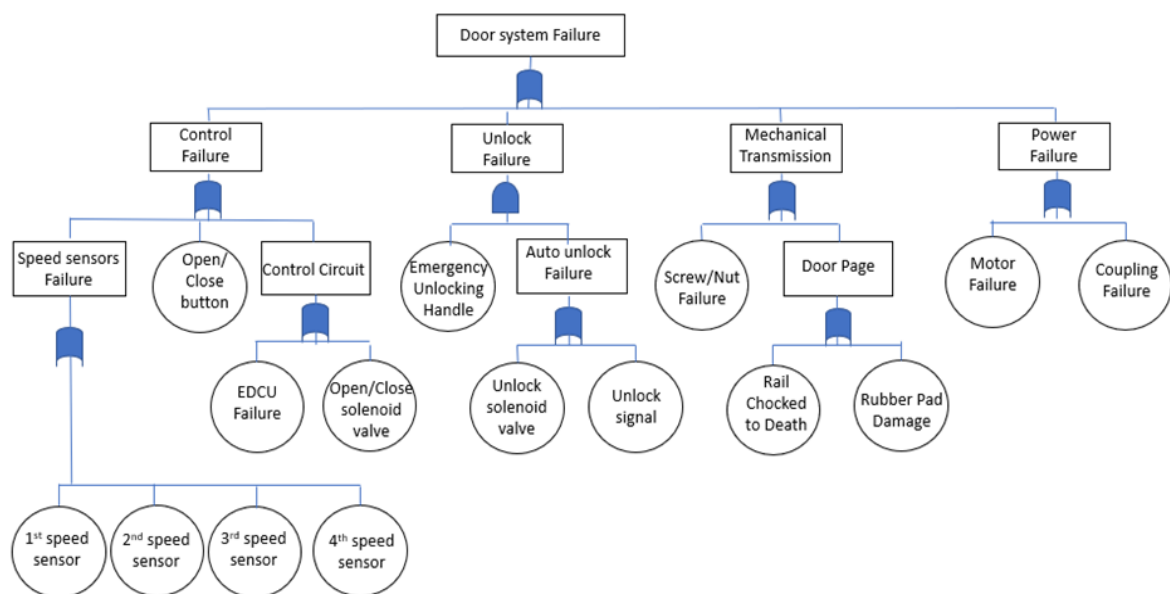 Door system Failure
Control
Failure
Unlock
Failure
Mechanical
Transmission
Power
Failure
Speed sensors
Failure
Open/
Close
button
Control Circuit
Emergency
Unlocking
Handle
Auto unlock
Failure
Screw/Nut
Failure
Door Page
Motor
Failure
Coupling
Failure
EDCU
Failure
Open/Close
solenoid
valve
Unlock
solenoid
valve
Unlock
signal
Rail
Chocked
to Death
Rubber Pad
Damage
1st speed
sensor
2nd speed
sensor
3rd speed
sensor
4th speed
sensor